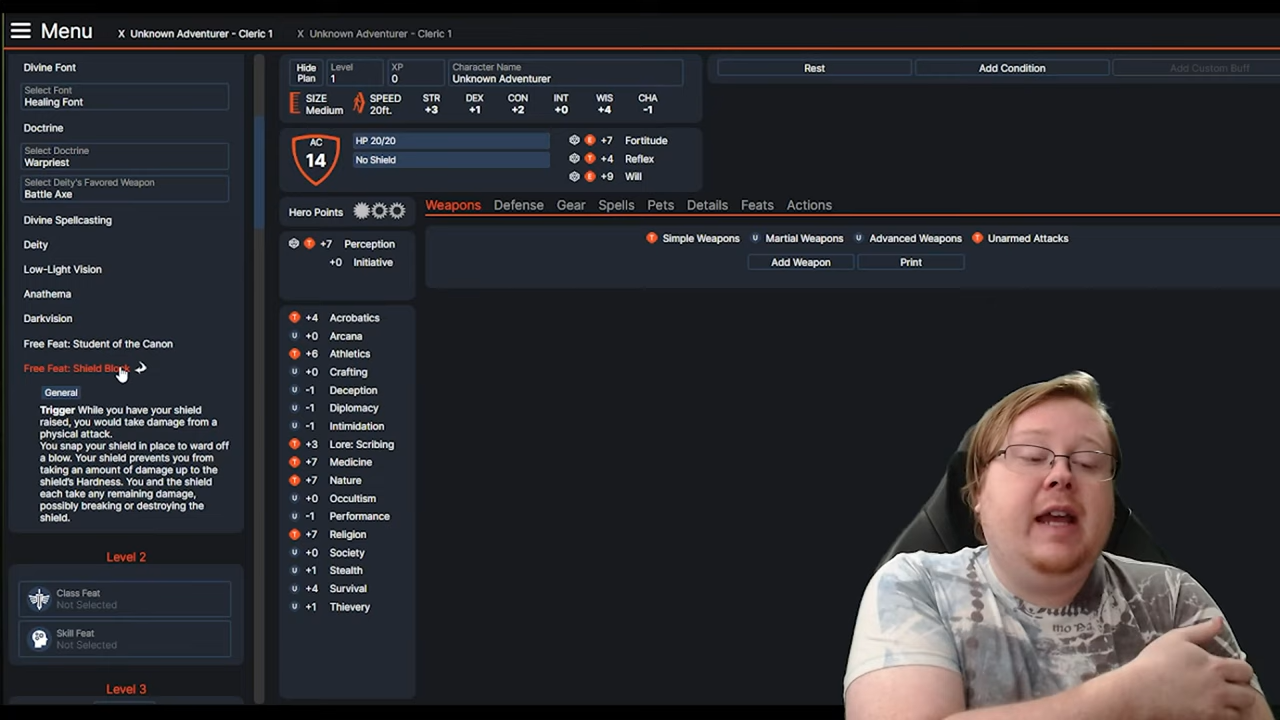 Menu
X Unknown Adventurer - Cleric 1
X Unknown Adventurer - Cleric 1
Divine Font
Select Font
Healing Font
Doctrine
Select Doctrine
Warpriest
Select Deity's Favored Weapon
Battle Axe
Divine Spellcasting
Deity
Low-Light Vision
Anathema
Darkvision
Free Feat: Student of the Canon
Free Feat: Shield Block
General
Trigger While you have your shield
raised, you would take damage from a
physical attack.
You snap your shield in place to ward off
a blow. Your shield prevents you from
taking an amount of damage up to the
shield's Hardness. You and the shield
each take any remaining damage,
possibly breaking or destroying the
shield.
Level 2
Class Feat
Not Selected
Skill Feat
Not Selected
Level 3
Hide
Plan
Level
1
XP
0
Character Name
Unknown Adventurer
SIZE
Medium
SPEED
20ft.
STR
+3
DEX
+1
CON
+2
INT
+0
WIS
+4
CHA
-1
AC
14
HP 20/20
No Shield
E +7 Fortitude
T +4 Reflex
E +9 Will
Hero Points
T +7 Perception
+0 Initiative
T +4 Acrobatics
U +0 Arcana
T +6 Athletics
U +0 Crafting
U -1 Deception
U -1 Diplomacy
U -1 Intimidation
T +3 Lore: Scribing
T +7 Medicine
T +7 Nature
U +0 Occultism
U -1 Performance
T +7 Religion
U +0 Society
U +1 Stealth
U +4 Survival
U +1 Thievery
Rest
Add Condition
Add Custom Buff
Weapons Defense Gear Spells Pets Details Feats Actions
T Simple Weapons U Martial Weapons U Advanced Weapons T Unarmed Attacks
Add Weapon
Print